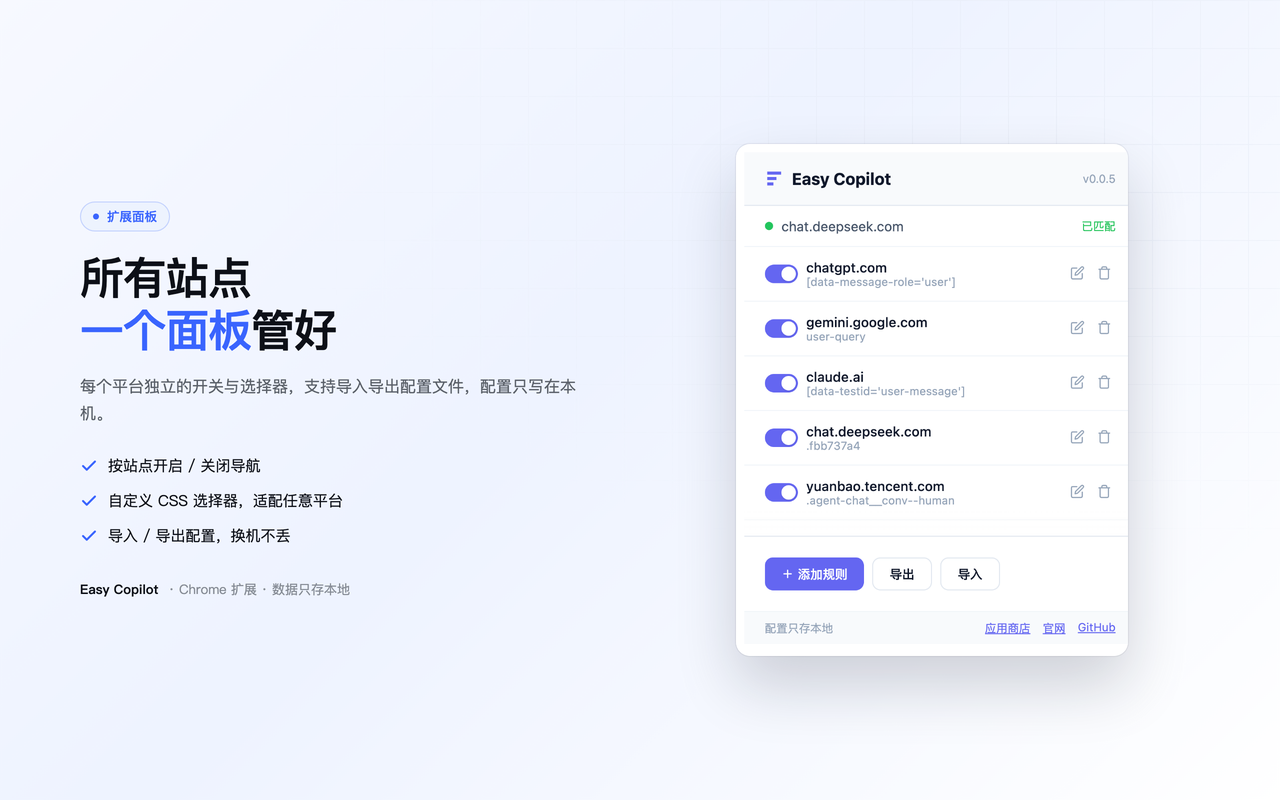 扩展面板
所有站点
一个面板管好
每个平台独立的开关与选择器，支持导入导出配置文件，配置只写在本
机。
按站点开启 / 关闭导航
自定义 CSS 选择器，适配任意平台
导入 / 导出配置，换机不丢
Easy Copilot · Chrome 扩展 · 数据只存本地
Easy Copilot v0.0.5
chat.deepseek.com 已匹配
chatgpt.com
[data-message-role='user']
gemini.google.com
user-query
claude.ai
[data-testid='user-message']
chat.deepseek.com
.fbb737a4
yuanbao.tencent.com
.agent-chat__conv--human
+ 添加规则 导出 导入
配置只存本地 应用商店 官网 GitHub